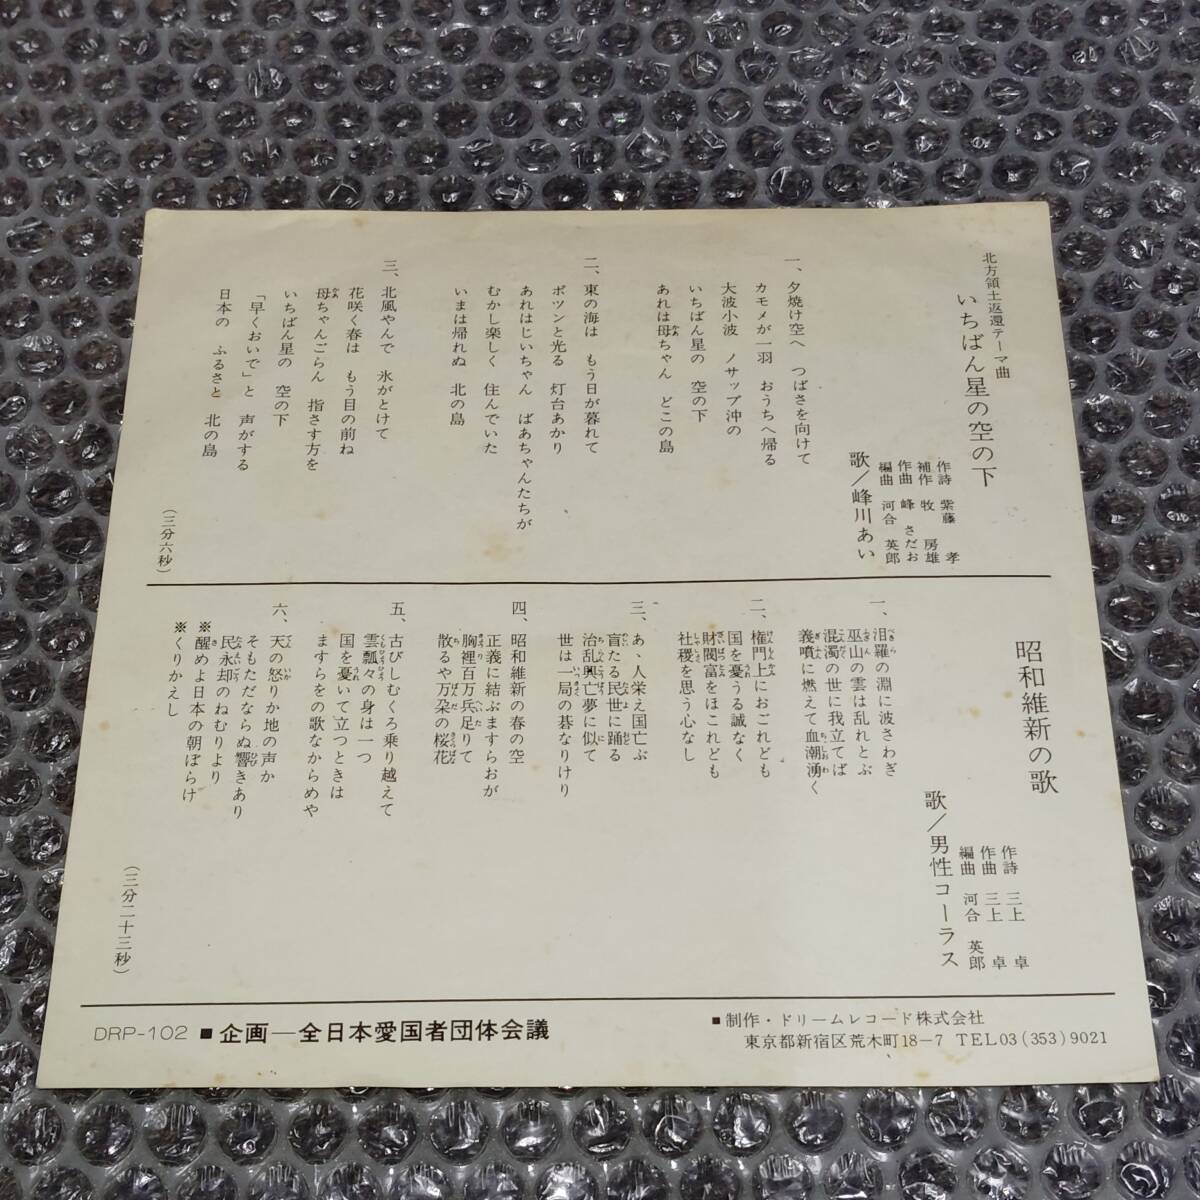 北方領土返還テーマ曲
いちばん星の空の下
作詩 紫藤 孝
補作 牧 房雄
作曲 峰 さだお
編曲 河合 英郎
歌/峰川あい
一、夕焼け空へ つばさを向けて
カモメが一羽 おうちへ帰る
大波小波 ノサップ沖の
いちばん星の 空の下
あれは母ちゃん どこの島
二、東の海は もう日が暮れて
ポツンと光る 灯台あかり
あれはじいちゃん ばあちゃんたちが
むかし楽しく 住んでいた
いまは帰れぬ 北の島
三、北風やんで 氷がとけて
花咲く春は もう目の前ね
母ちゃんごらん 指さす方を
いちばん星の 空の下
「早くおいで」と 声がする
日本の ふるさと 北の島
(三分六秒)
昭和維新の歌
作詩 三上 卓
作曲 三上 卓
編曲 河合 英郎
歌/男性コーラス
一、汨羅の淵に波さわぎ
巫山の雲は乱れとぶ
混濁の世に我立てば
義噴に燃えて血潮湧く
二、権門上におごれども
国を憂うる誠なく
財閥富をほこれども
社稷を思う心なし
三、あゝ人栄え国亡ぶ
盲たる民世に踊る
治乱興亡夢に似て
世は一局の碁なりけり
四、昭和維新の春の空
正義に結ぶますらおが
胸裡百万兵足りて
散るや万朶の桜花
五、古びしむくろ乗り越えて
雲瓢々の身は一つ
国を憂いて立つときは
ますらをの歌なからめや
六、天の怒りか地の声か
そもただならぬ響きあり
民永却のねむりより
※醒めよ日本の朝ぼらけ
※くりかえし
(三分二十三秒)
DRP-102 ■ 企画—全日本愛国者団体会議
■ 制作・ドリームレコード株式会社
東京都新宿区荒木町18-7 TEL03(353)9021